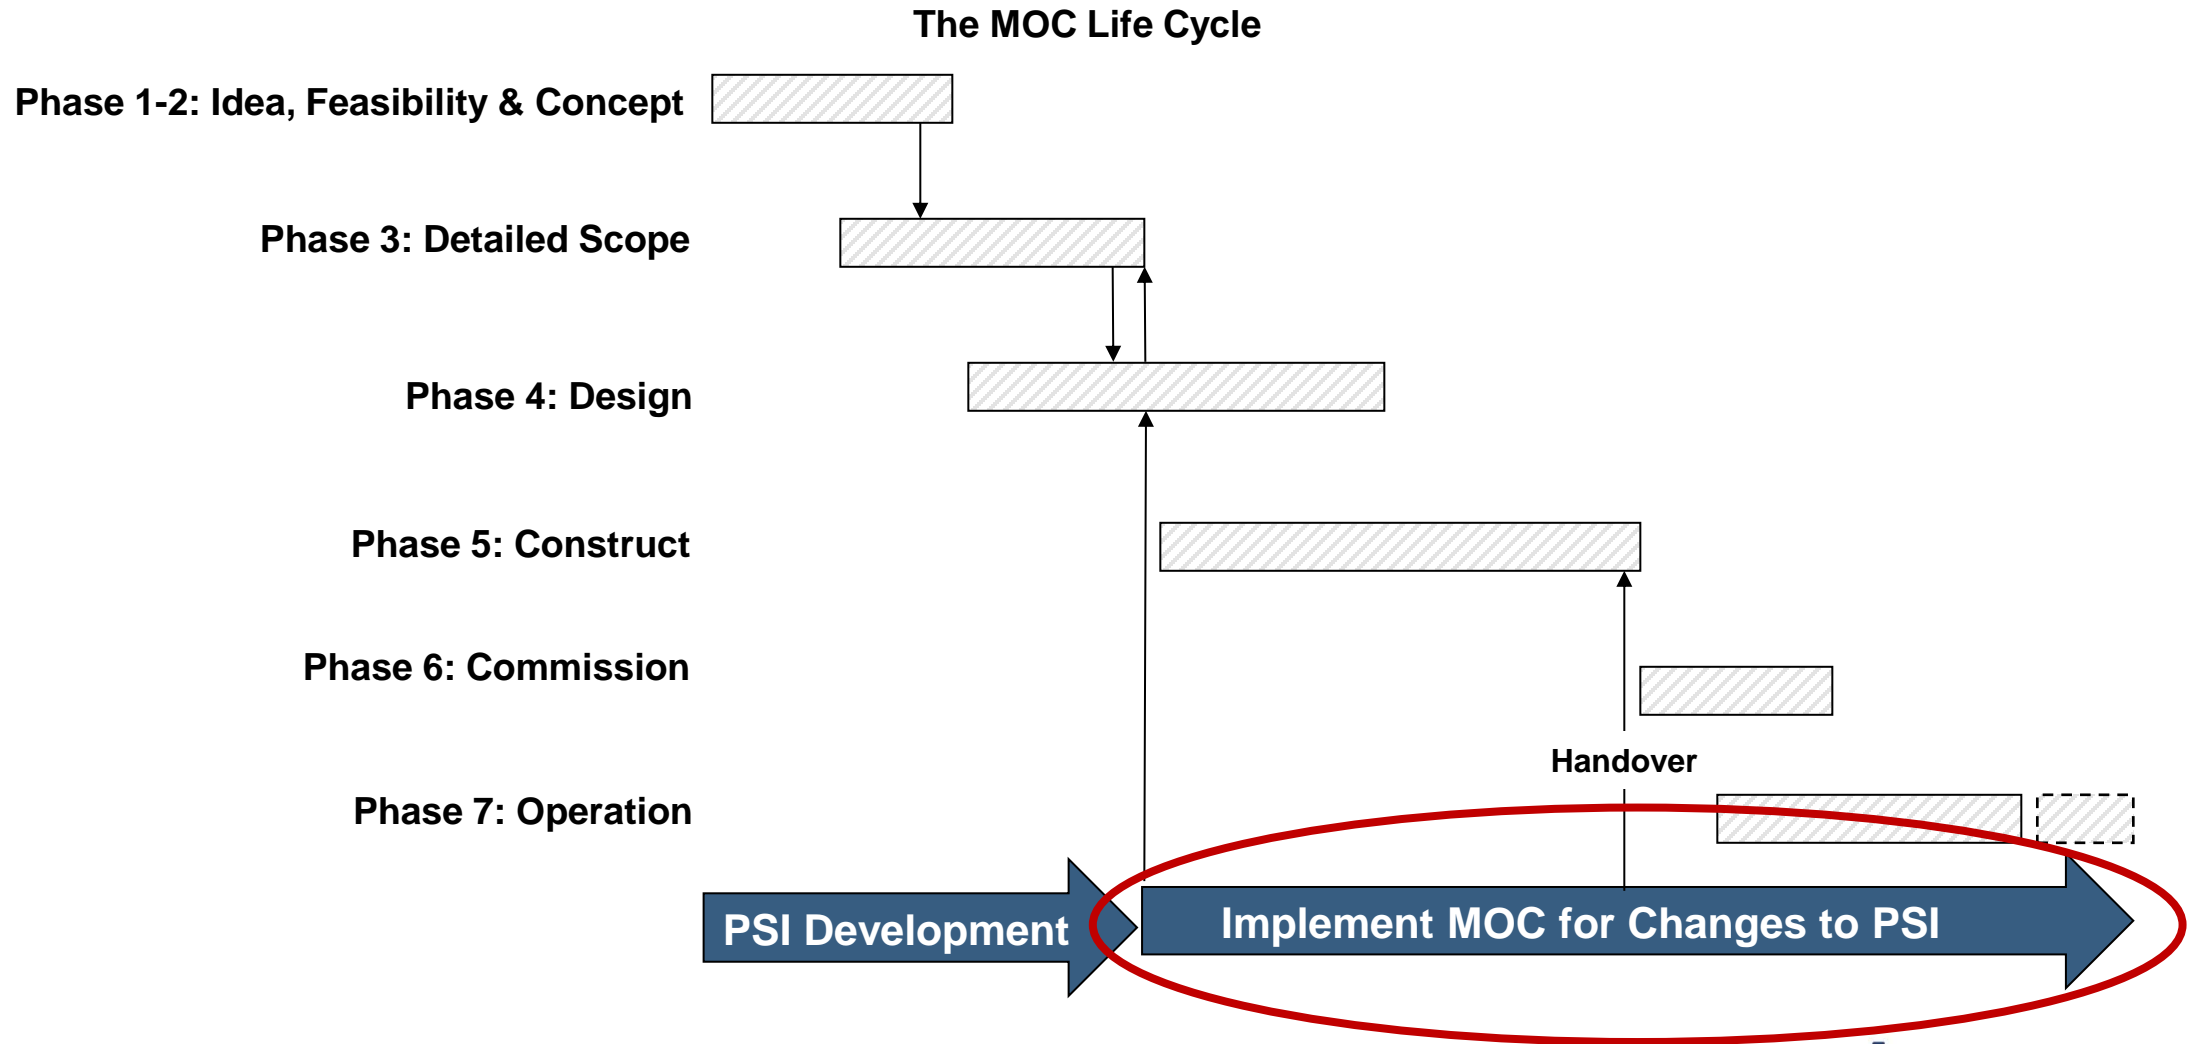 The MOC Life Cycle
Phase 1-2: Idea, Feasibility & Concept
Phase 3: Detailed Scope
Phase 4: Design
Phase 5: Construct
Phase 6: Commission
Handover
Phase 7: Operation
PSI Development
Implement MOC for Changes to PSI